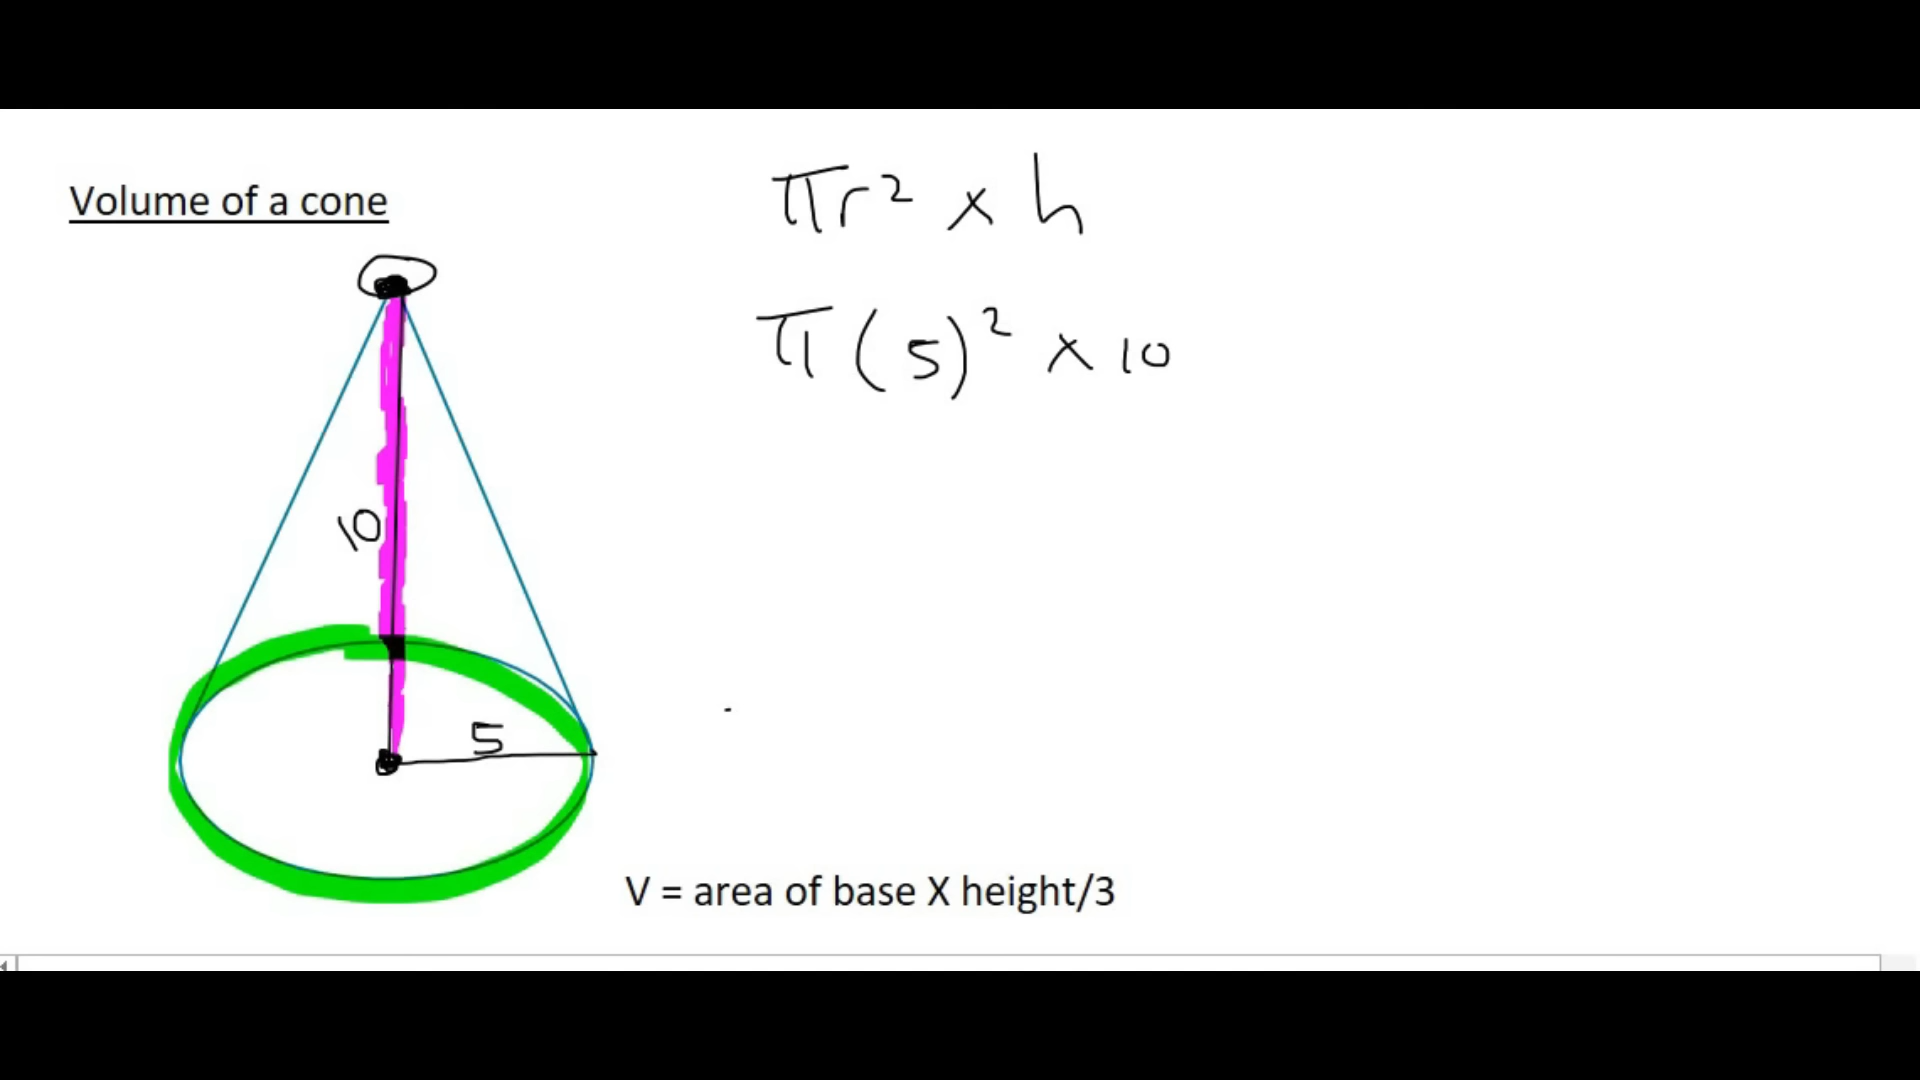 Volume of a cone
πr² × h
π(5)² × 10
10
5
V = area of base X height/3